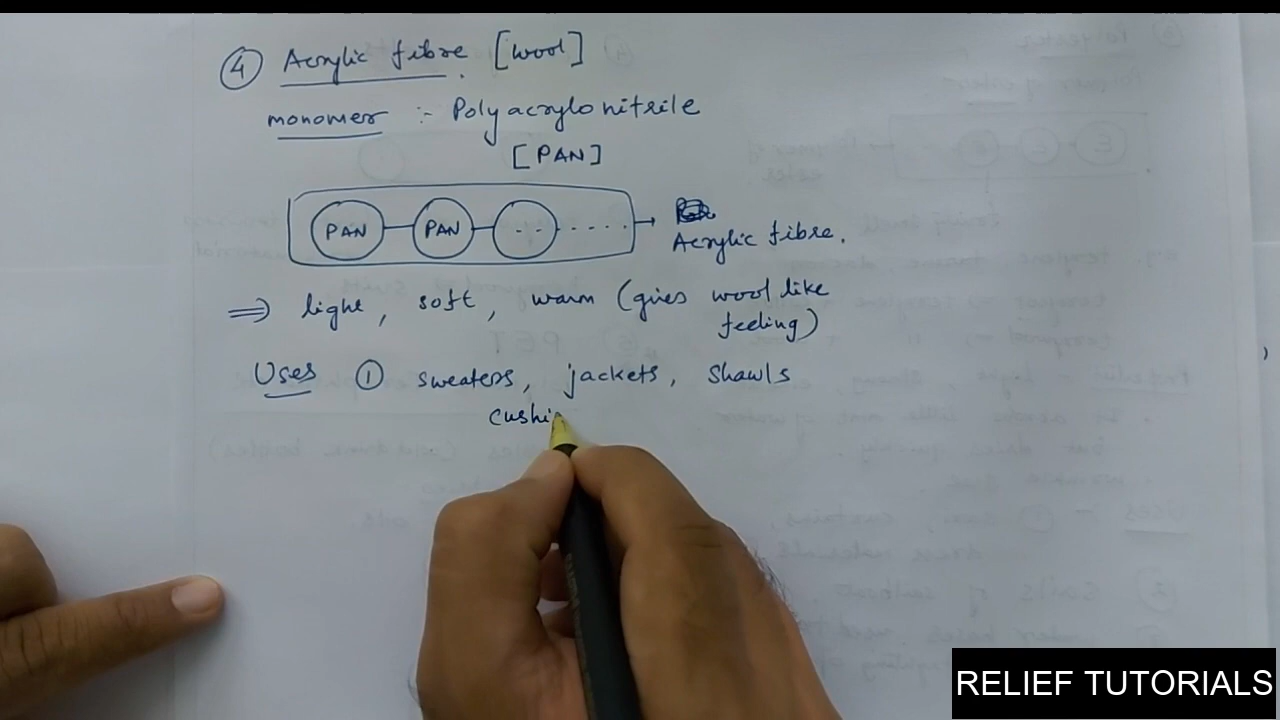 ④ Acrylic fibre [wool]
monomer :- Polyacrylonitrile
[PAN]
PAN PAN
Acrylic fibre.
⇒ light, soft, warm (gives wool like
feeling)
Uses ① sweaters, jackets, shawls
cushi
RELIEF TUTORIALS